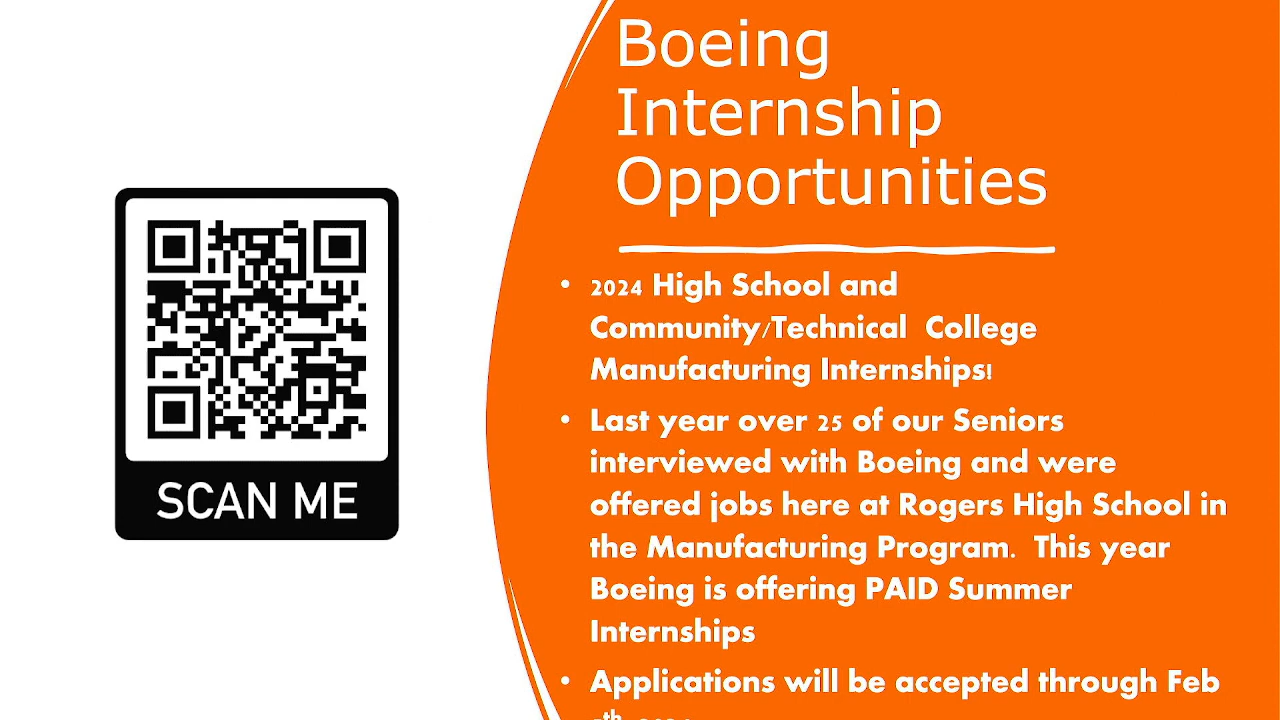 Boeing
Internship
Opportunities
• 2024 High School and
Community/Technical College
Manufacturing Internships!
• Last year over 25 of our Seniors
interviewed with Boeing and were
offered jobs here at Rogers High School in
the Manufacturing Program. This year
Boeing is offering PAID Summer
Internships
• Applications will be accepted through Feb
SCAN ME